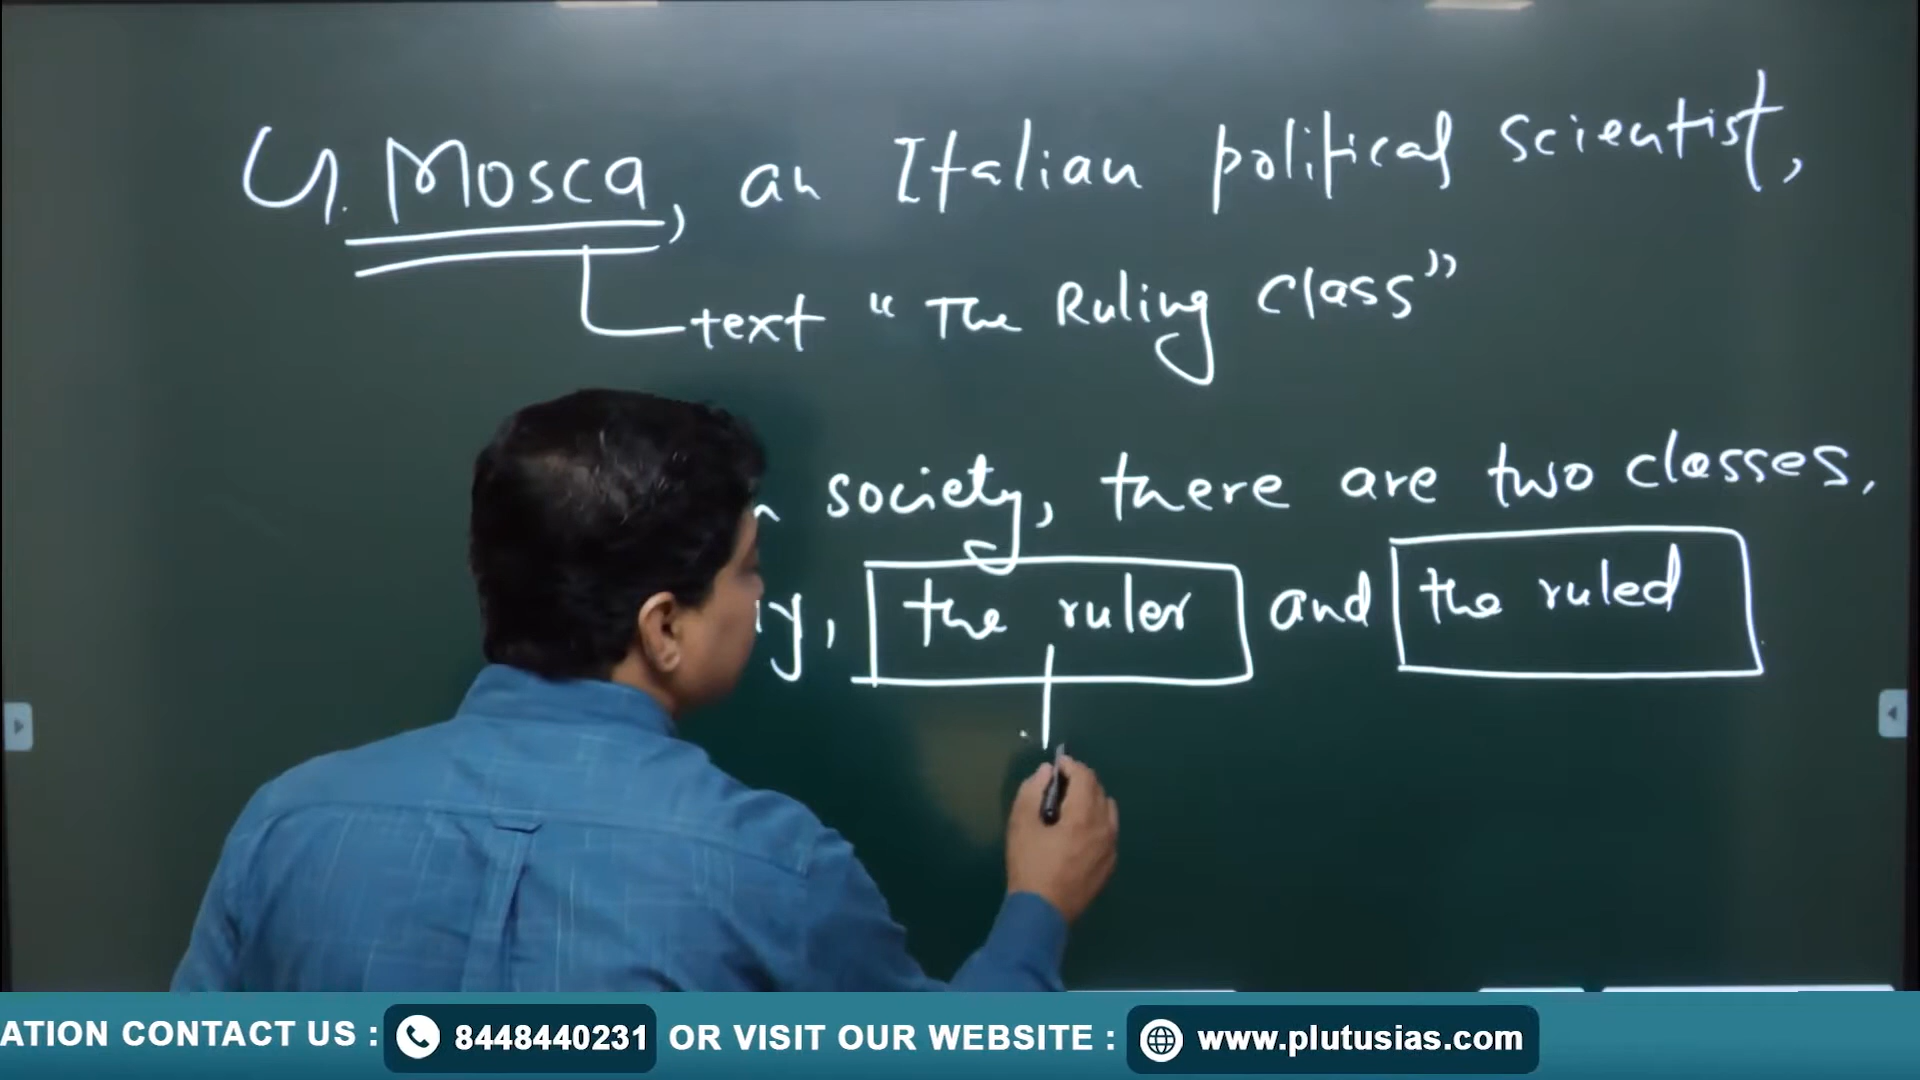 G. Mosca, an Italian political scientist,
text "The Ruling Class"
society, there are two classes,
the ruler and the ruled
ATION CONTACT US : 8448440231 OR VISIT OUR WEBSITE : www.plutusias.com